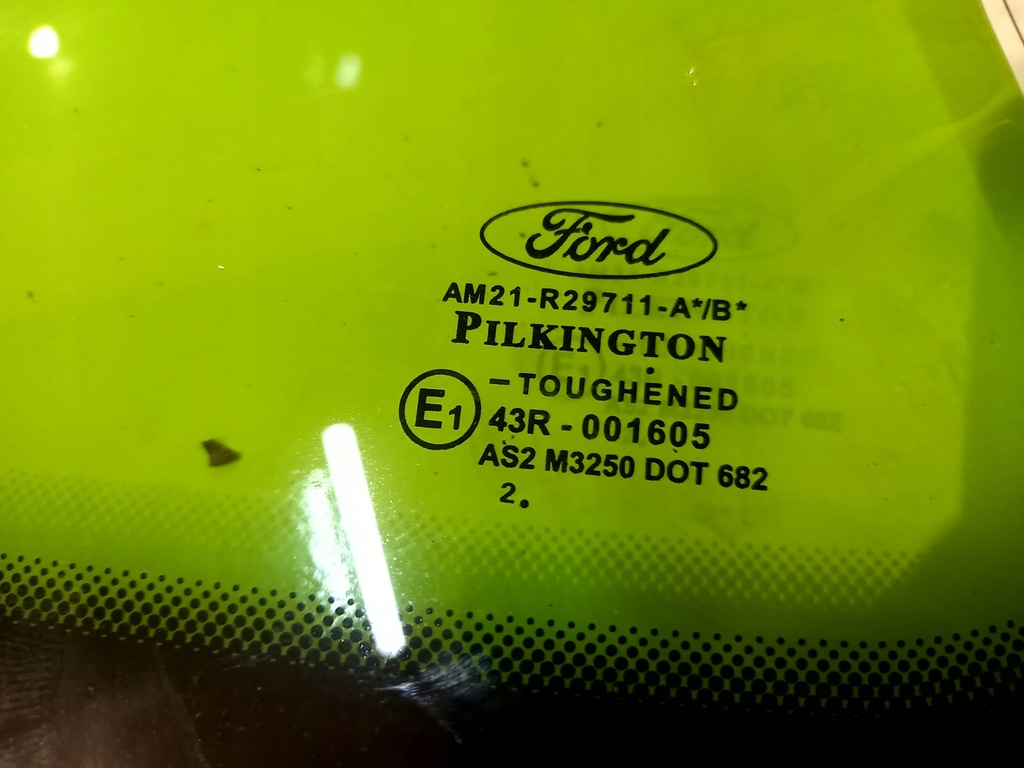 Ford
AM21-R29711-A*/B*
PILKINGTON
- TOUGHENED
E1
43R - 001605
AS2 M3250 DOT 682
2.